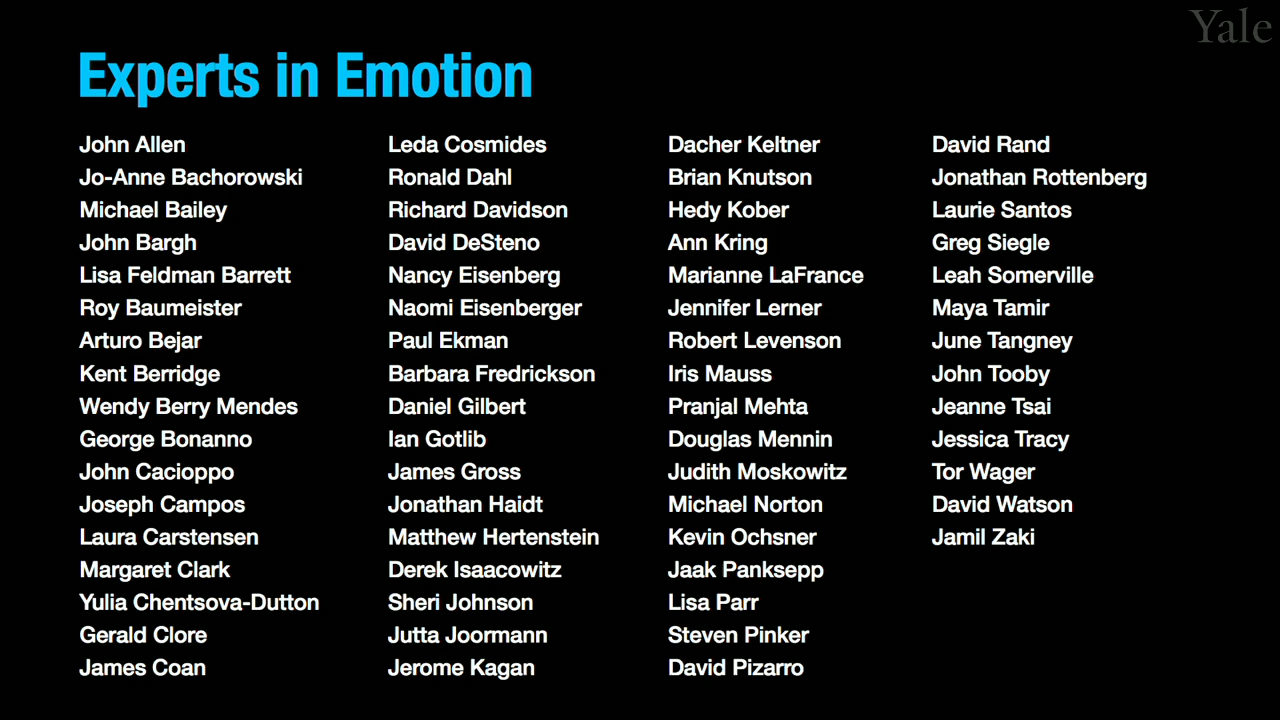 Yale
Experts in Emotion
John Allen
Jo-Anne Bachorowski
Michael Bailey
John Bargh
Lisa Feldman Barrett
Roy Baumeister
Arturo Bejar
Kent Berridge
Wendy Berry Mendes
George Bonanno
John Cacioppo
Joseph Campos
Laura Carstensen
Margaret Clark
Yulia Chentsova-Dutton
Gerald Clore
James Coan
Leda Cosmides
Ronald Dahl
Richard Davidson
David DeSteno
Nancy Eisenberg
Naomi Eisenberger
Paul Ekman
Barbara Fredrickson
Daniel Gilbert
Ian Gotlib
James Gross
Jonathan Haidt
Matthew Hertenstein
Derek Isaacowitz
Sheri Johnson
Jutta Joormann
Jerome Kagan
Dacher Keltner
Brian Knutson
Hedy Kober
Ann Kring
Marianne LaFrance
Jennifer Lerner
Robert Levenson
Iris Mauss
Pranjal Mehta
Douglas Mennin
Judith Moskowitz
Michael Norton
Kevin Ochsner
Jaak Panksepp
Lisa Parr
Steven Pinker
David Pizarro
David Rand
Jonathan Rottenberg
Laurie Santos
Greg Siegle
Leah Somerville
Maya Tamir
June Tangney
John Tooby
Jeanne Tsai
Jessica Tracy
Tor Wager
David Watson
Jamil Zaki